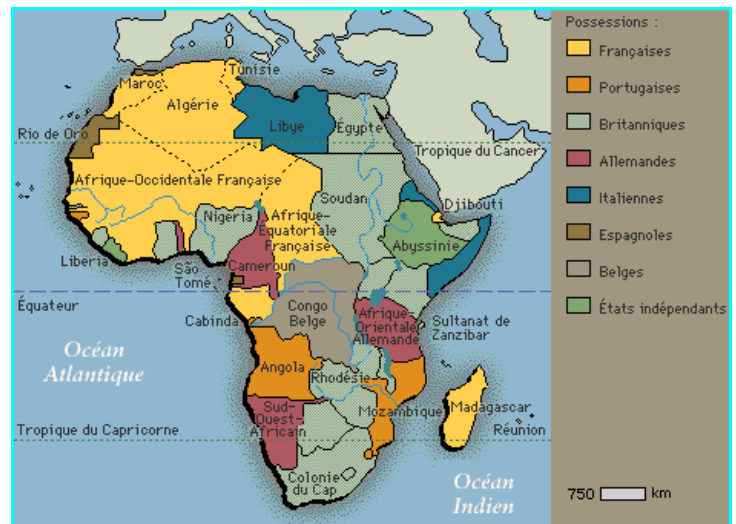 Possessions :
Françaises
Portugaises
Britanniques
Allemandes
Italiennes
Espagnoles
Belges
États indépendants
750 km
Tunisie
Maroc
Algérie
Libye
Égypte
Rio de Oro
Tropique du Cancer
Afrique-Occidentale Française
Soudan
Djibouti
Nigeria
Afrique-
Équatoriale
Française
Abyssinie
Liberia
São
Tomé
Cameroun
Équateur
Cabinda
Congo
Belge
Afrique-
Orientale
Allemande
Sultanat de
Zanzibar
Océan
Atlantique
Angola
Rhodésie
Mozambique
Madagascar
Sud-
Ouest-
Africain
Tropique du Capricorne
Réunion
Colonie
du Cap
Océan
Indien